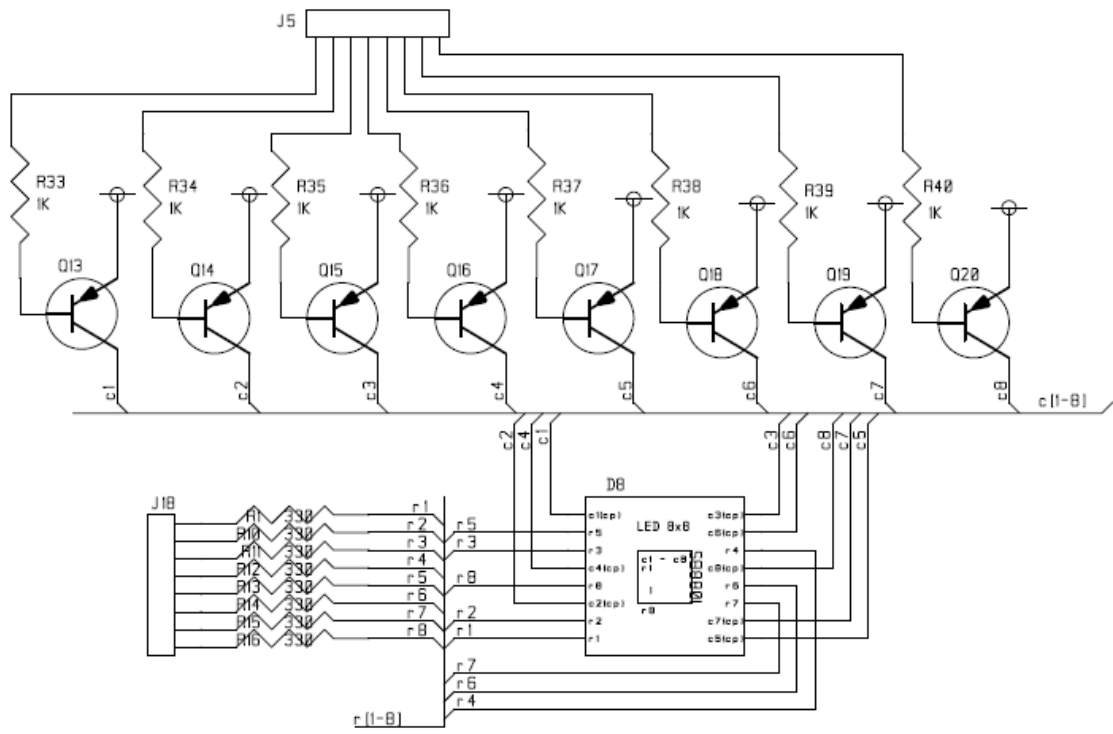 J5
R33
1K
R34
1K
R35
1K
R36
1K
R37
1K
R38
1K
R39
1K
R40
1K
Q13
Q14
Q15
Q16
Q17
Q18
Q19
Q20
c1
c2
c3
c4
c5
c6
c7
c8
c[1-8]
c2
c4
c1
c3
c6
c8
c7
c5
J18
R1 330
R10 330
R11 330
R12 330
R13 330
R14 330
R15 330
R16 330
r1
r2
r3
r4
r5
r6
r7
r8
r5
r3
r8
r2
r1
r7
r6
r4
r[1-8]
D8
LED 8x8
c1(cp)
r5
r3
c4(cp)
r8
c2(cp)
r2
r1
c3(cp)
c6(cp)
r4
c8(cp)
r6
r7
c7(cp)
c5(cp)
c1 - c8
r1
1
r8